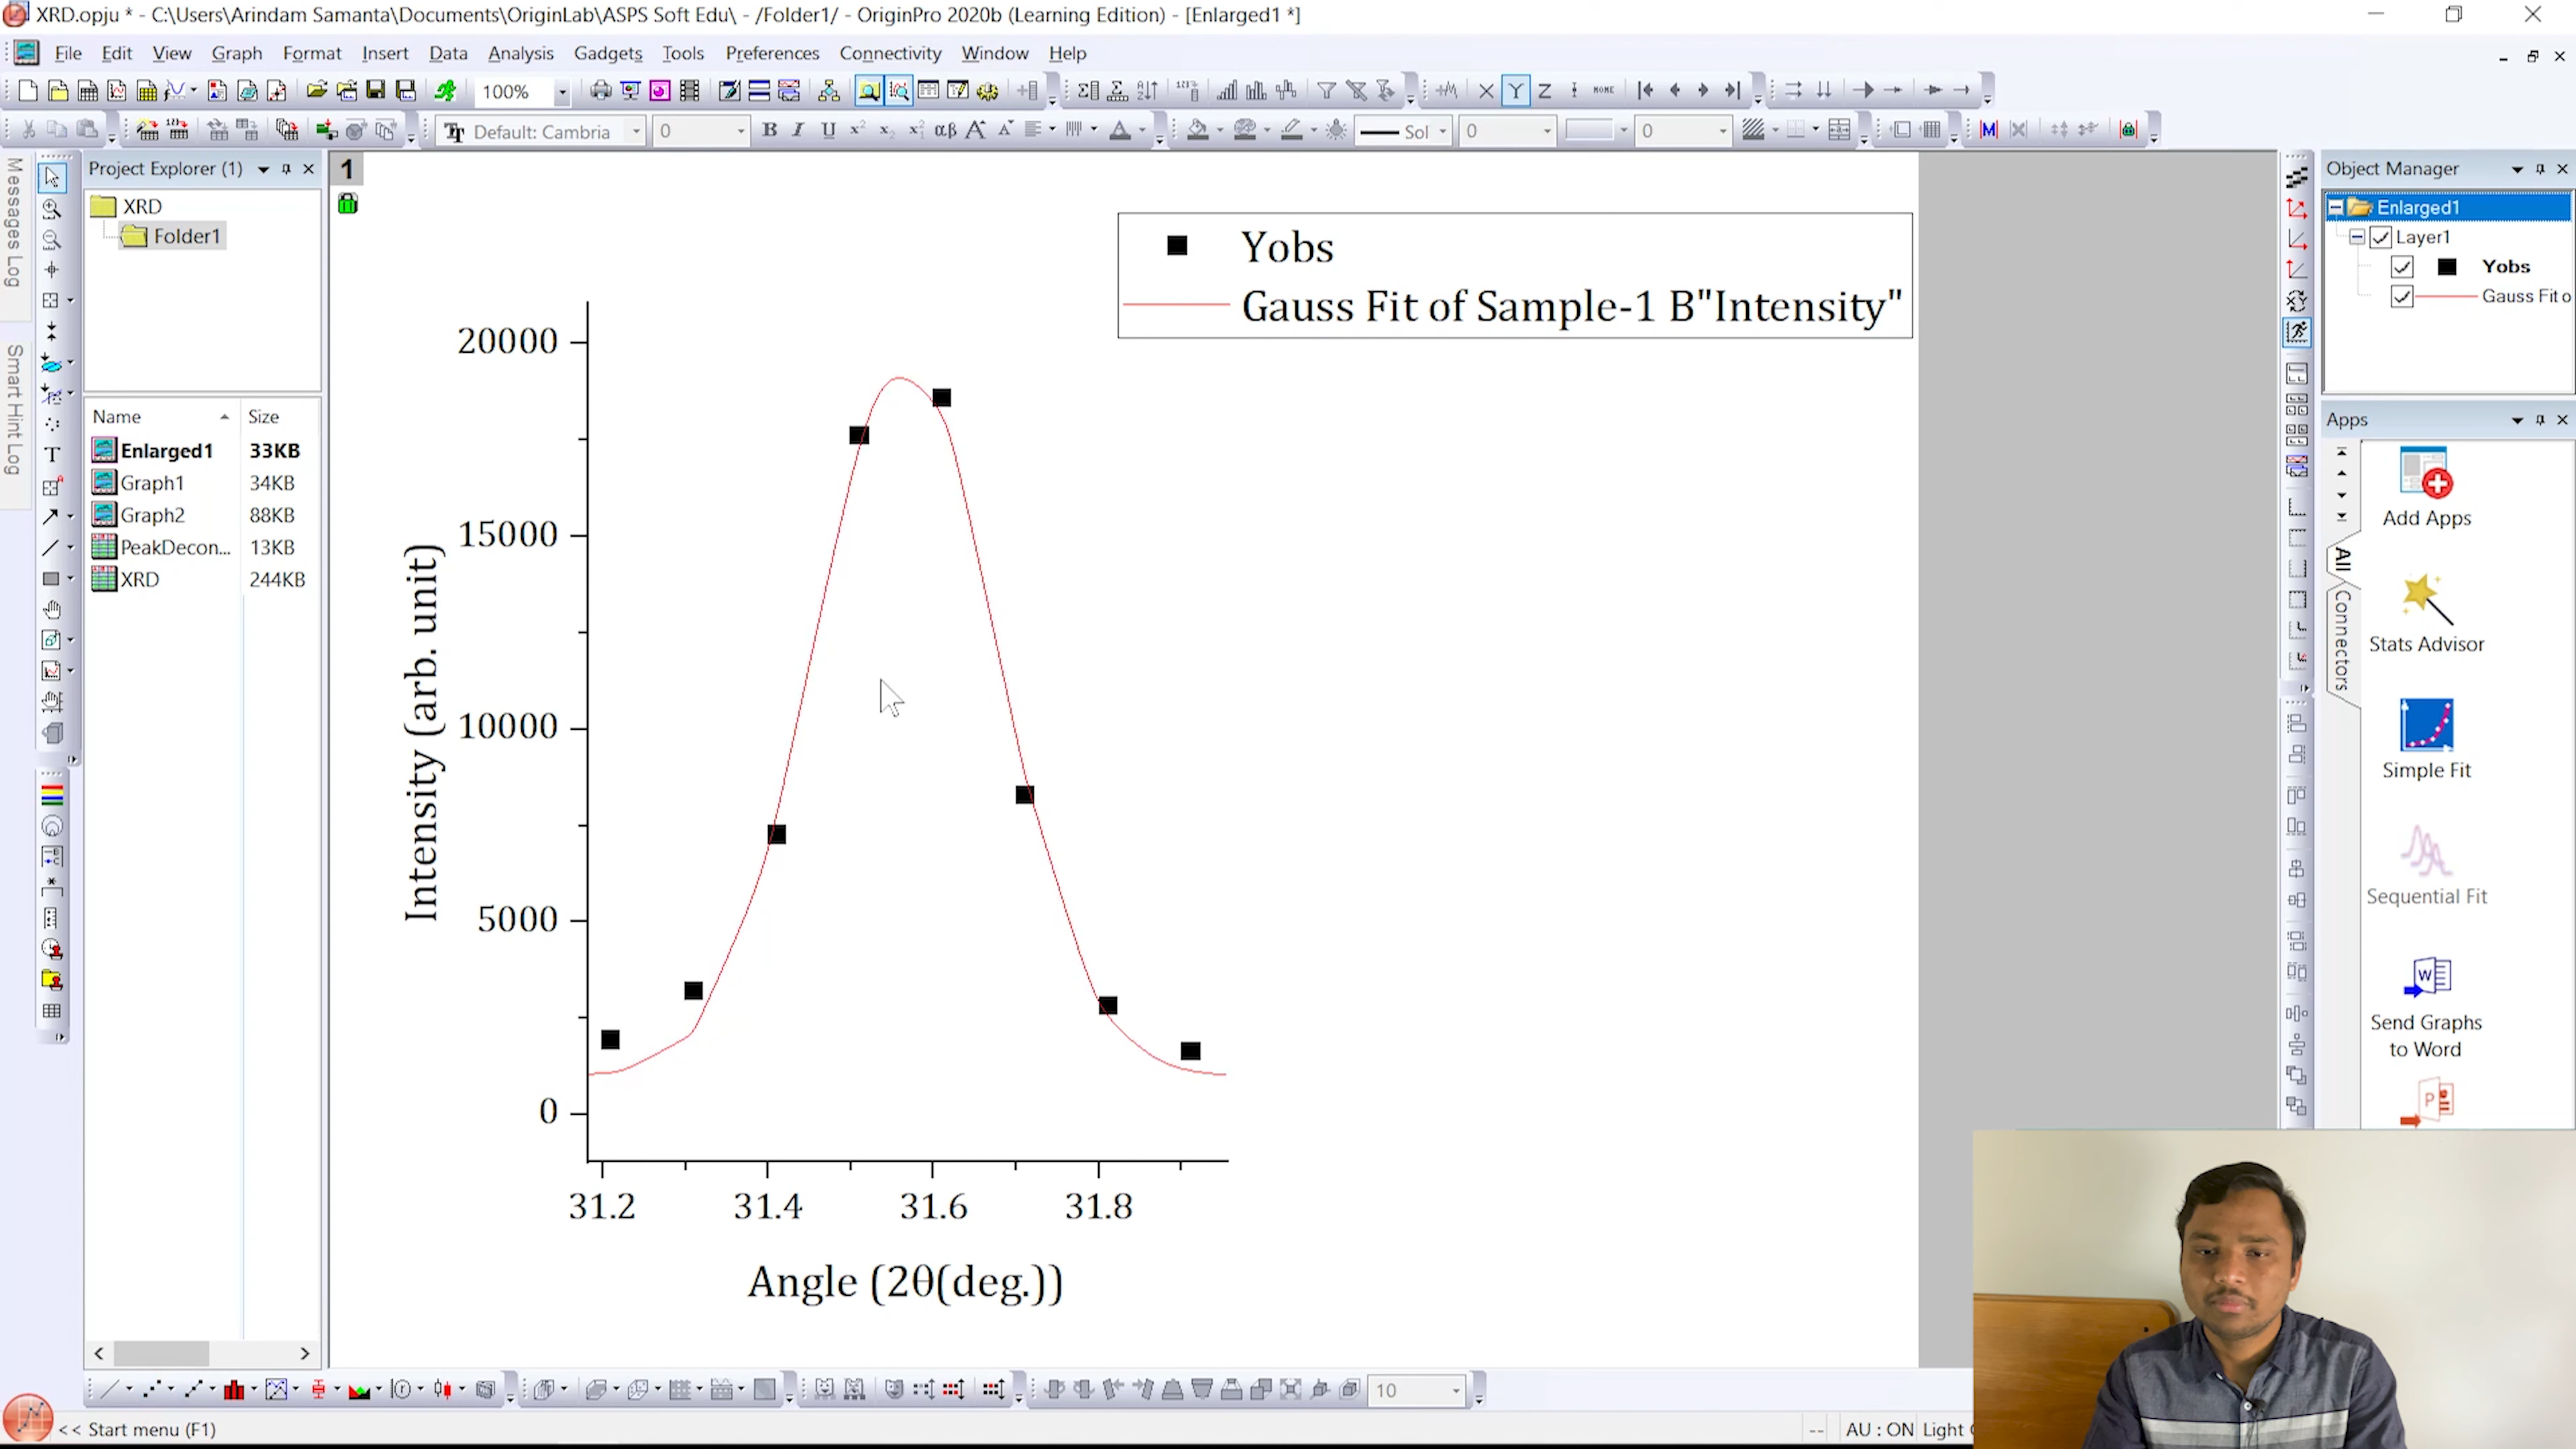 XRD.opju * - C:\Users\Arindam Samanta\Documents\OriginLab\ASPS Soft Edu\ - /Folder1/ - OriginPro 2020b (Learning Edition) - [Enlarged1 *]
File Edit View Graph Format Insert Data Analysis Gadgets Tools Preferences Connectivity Window Help
100%
X Y Z HOME
Default: Cambria 0 B I U αβ A A A Sol 0 0
Messages Log
Smart Hint Log
Project Explorer (1)
XRD
Folder1
Name Size
Enlarged1 33KB
Graph1 34KB
Graph2 88KB
PeakDecon... 13KB
XRD 244KB
1
Yobs
Gauss Fit of Sample-1 B"Intensity"
20000
15000
10000
5000
0
Intensity (arb. unit)
31.2 31.4 31.6 31.8
Angle (2θ(deg.))
Object Manager
Enlarged1
Layer1
Yobs
Gauss Fit o
Apps
All
Connectors
Add Apps
Stats Advisor
Simple Fit
Sequential Fit
Send Graphs
to Word
10
<< Start menu (F1)
-- AU : ON Light